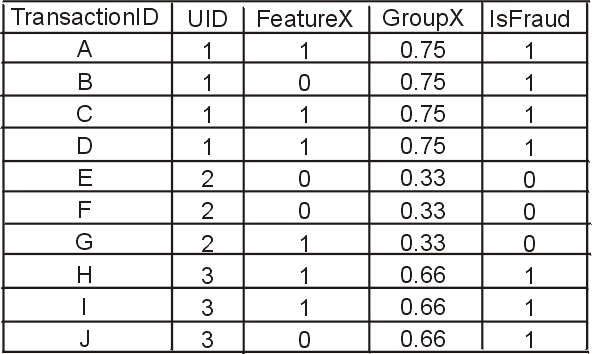 TransactionID UID FeatureX GroupX IsFraud
A 1 1 0.75 1
B 1 0 0.75 1
C 1 1 0.75 1
D 1 1 0.75 1
E 2 0 0.33 0
F 2 0 0.33 0
G 2 1 0.33 0
H 3 1 0.66 1
I 3 1 0.66 1
J 3 0 0.66 1